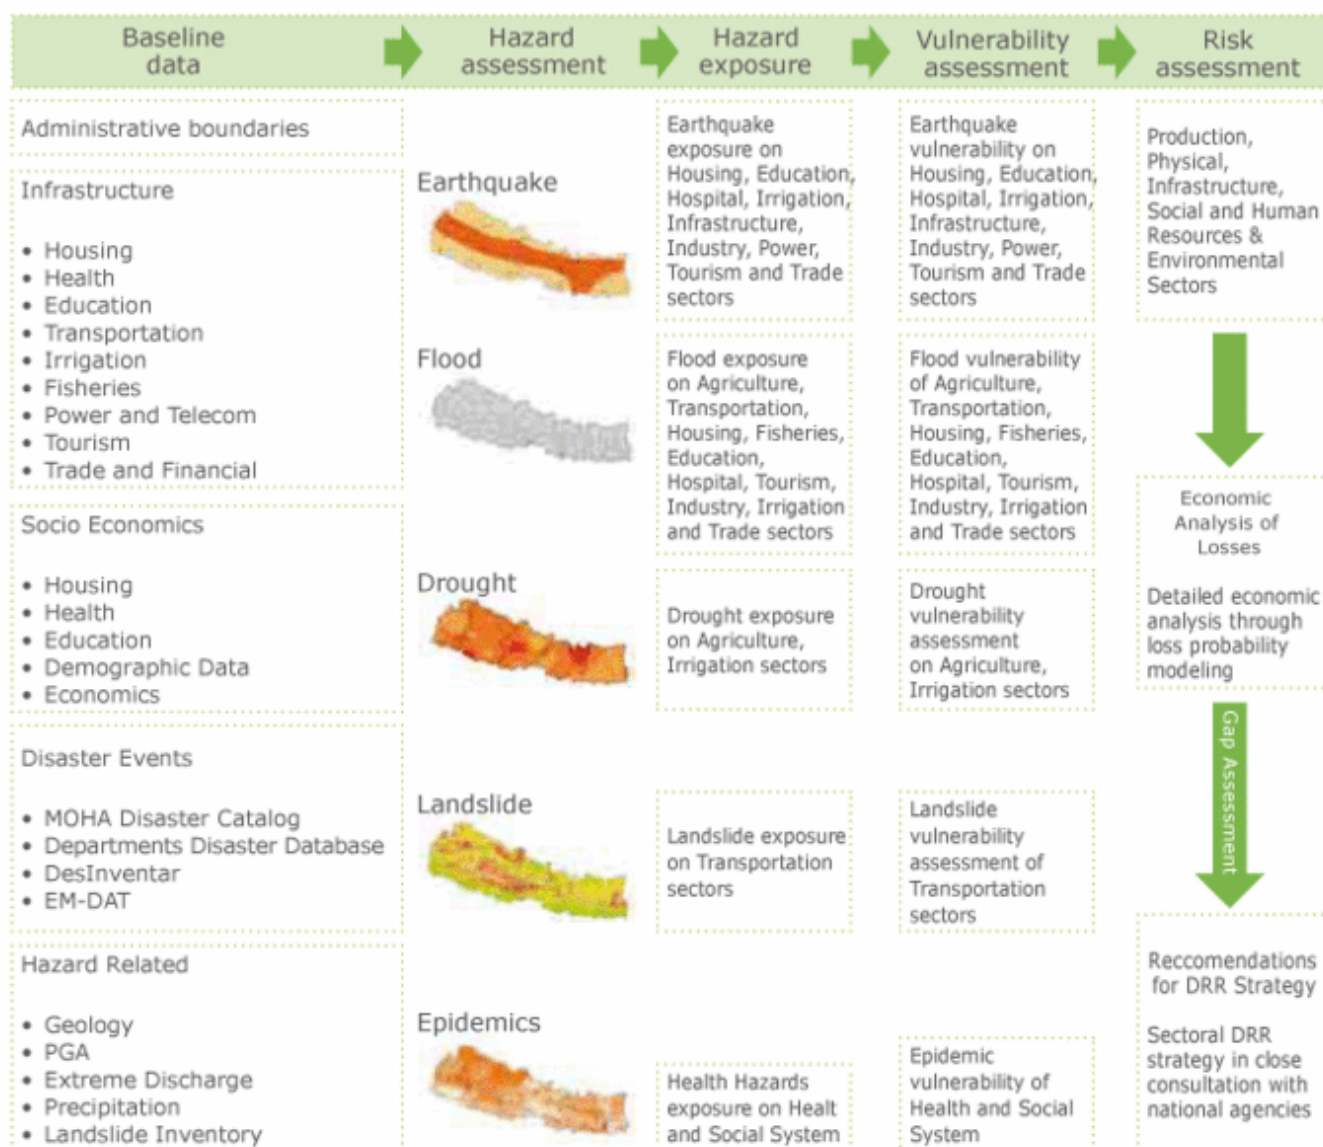 Baseline
data
Hazard
assessment
Hazard
exposure
Vulnerability
assessment
Risk
assessment
Administrative boundaries
Infrastructure
• Housing
• Health
• Education
• Transportation
• Irrigation
• Fisheries
• Power and Telecom
• Tourism
• Trade and Financial
Socio Economics
• Housing
• Health
• Education
• Demographic Data
• Economics
Disaster Events
• MOHA Disaster Catalog
• Departments Disaster Database
• DesInventar
• EM-DAT
Hazard Related
• Geology
• PGA
• Extreme Discharge
• Precipitation
• Landslide Inventory
Earthquake
Flood
Drought
Landslide
Epidemics
Earthquake
exposure on
Housing, Education,
Hospital, Irrigation,
Infrastructure,
Industry, Power,
Tourism and Trade
sectors
Flood exposure
on Agriculture,
Transportation,
Housing, Fisheries,
Education,
Hospital, Tourism,
Industry, Irrigation
and Trade sectors
Drought exposure
on Agriculture,
Irrigation sectors
Landslide exposure
on Transportation
sectors
Health Hazards
exposure on Healt
and Social System
Earthquake
vulnerability on
Housing, Education,
Hospital, Irrigation,
Infrastructure,
Industry, Power,
Tourism and Trade
sectors
Flood vulnerability
of Agriculture,
Transportation,
Housing, Fisheries,
Education,
Hospital, Tourism,
Industry, Irrigation
and Trade sectors
Drought
vulnerability
assessment
on Agriculture,
Irrigation sectors
Landslide
vulnerability
assessment of
Transportation
sectors
Epidemic
vulnerability of
Health and Social
System
Production,
Physical,
Infrastructure,
Social and Human
Resources &
Environmental
Sectors
Economic
Analysis of
Losses
Detailed economic
analysis through
loss probability
modeling
Gap Assessment
Reccomendations
for DRR Strategy
Sectoral DRR
strategy in close
consultation with
national agencies